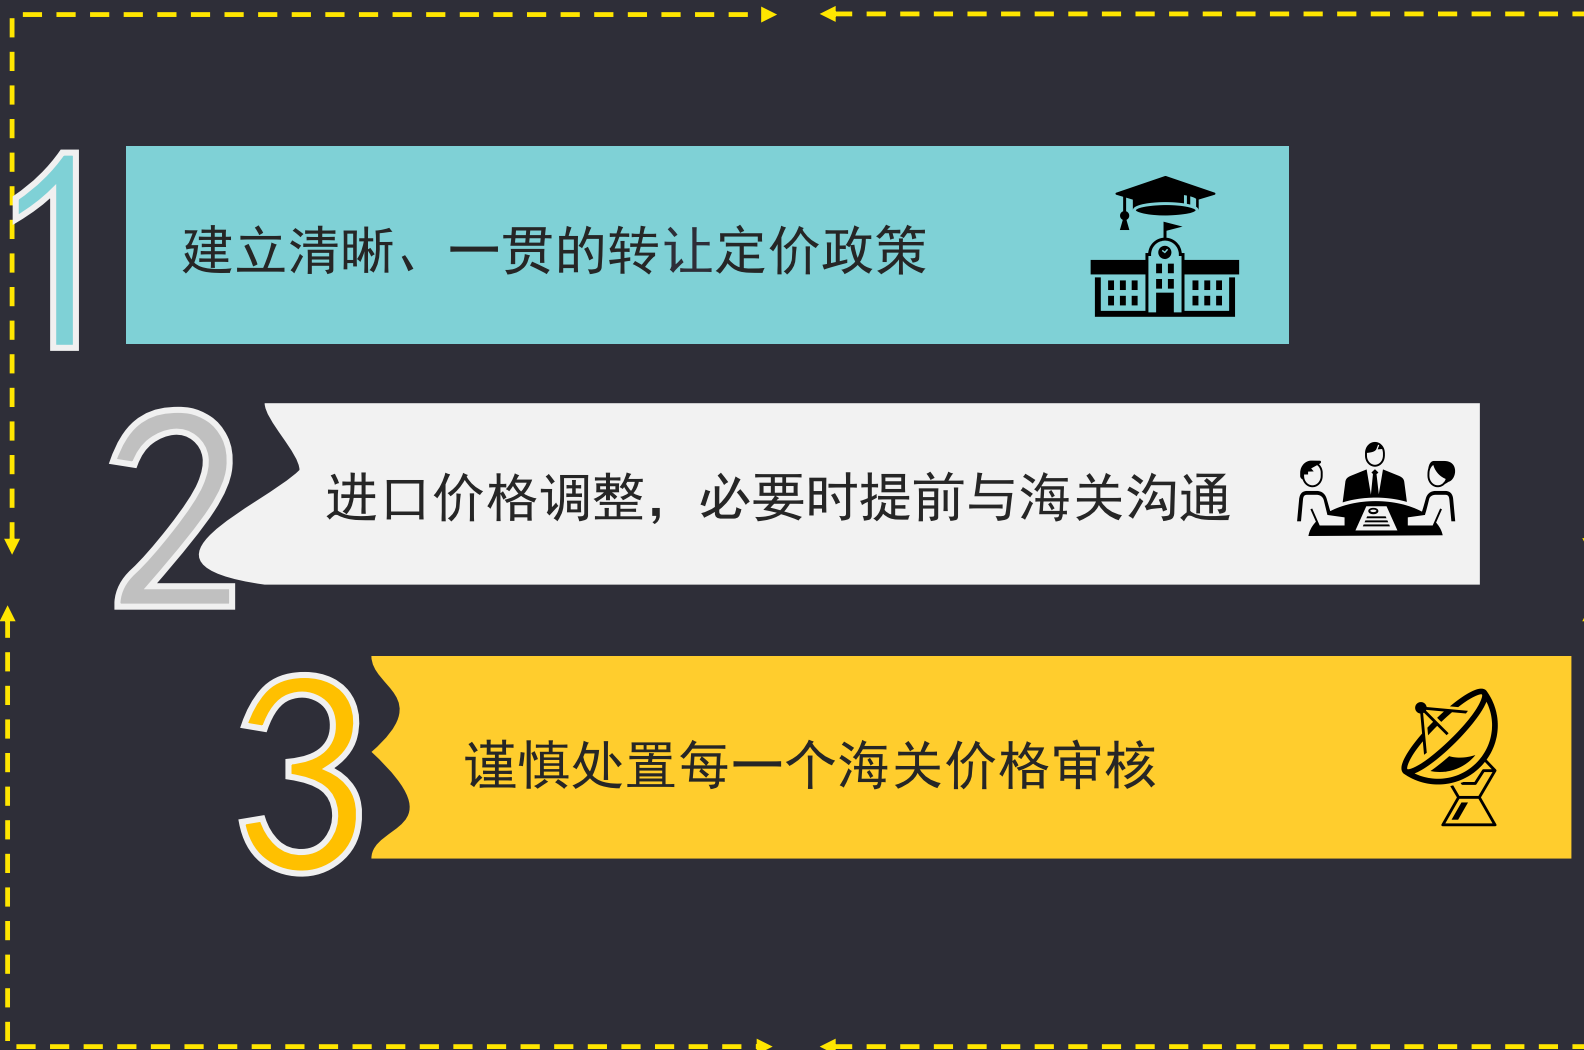 1
建立清晰、一贯的转让定价政策
2
进口价格调整，必要时提前与海关沟通
3
谨慎处置每一个海关价格审核